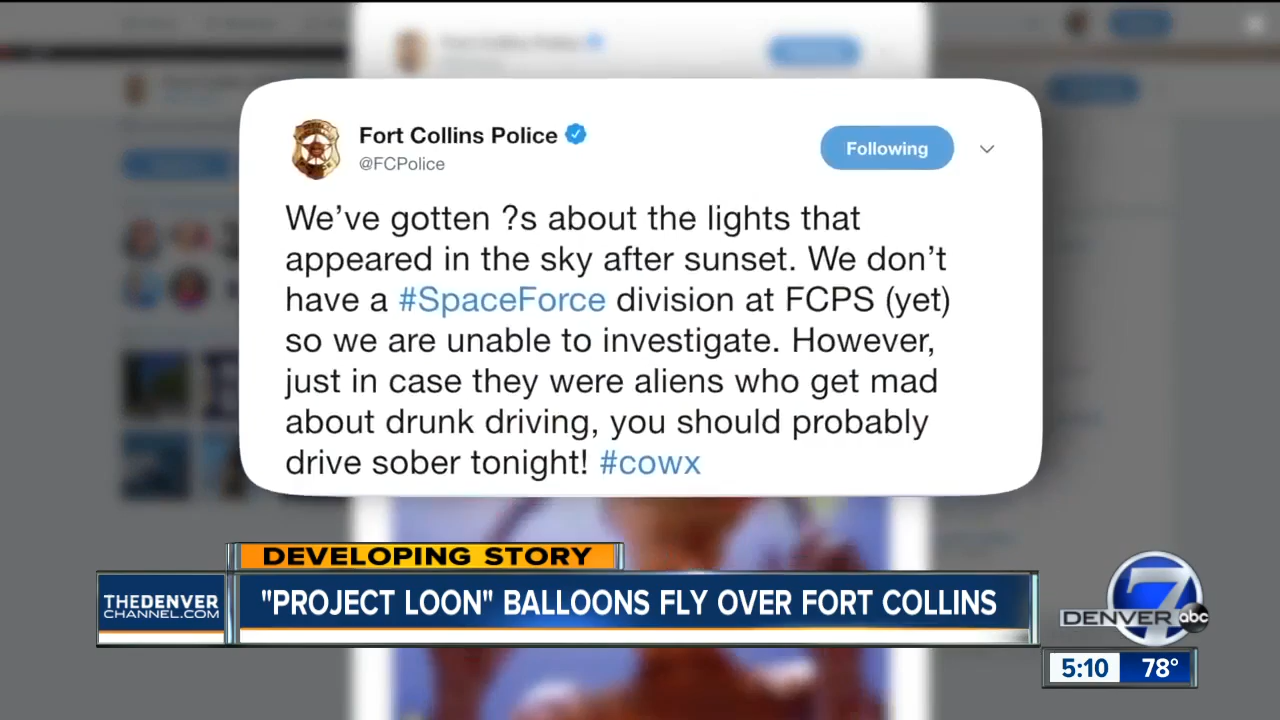 Fort Collins Police
@FCPolice
Following
We've gotten ?s about the lights that
appeared in the sky after sunset. We don't
have a #SpaceForce division at FCPS (yet)
so we are unable to investigate. However,
just in case they were aliens who get mad
about drunk driving, you should probably
drive sober tonight! #cowx
DEVELOPING STORY
THEDENVER
CHANNEL.COM
"PROJECT LOON" BALLOONS FLY OVER FORT COLLINS
DENVER 7 abc
5:10 78°